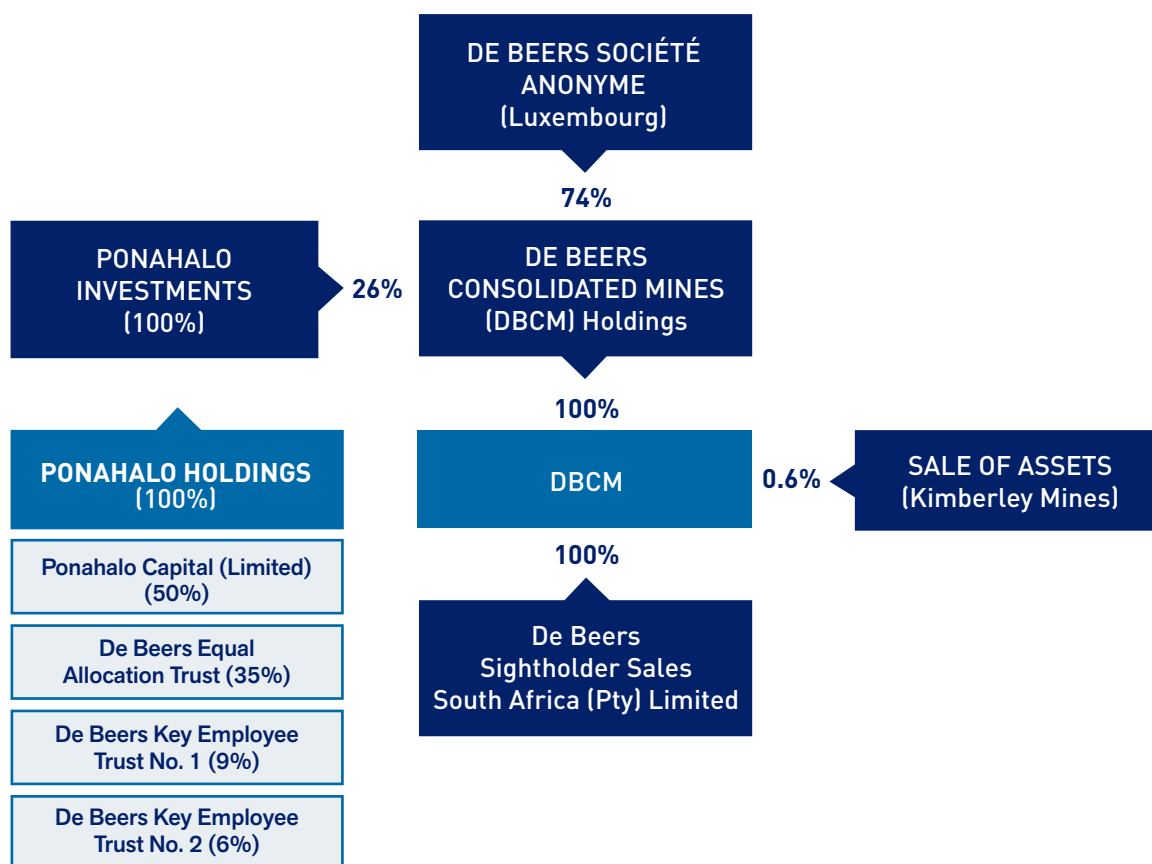 DE BEERS SOCIÉTÉ
ANONYME
(Luxembourg)
74%
PONAHALO
INVESTMENTS
(100%)
26%
DE BEERS
CONSOLIDATED MINES
(DBCM) Holdings
100%
PONAHALO HOLDINGS
(100%)
DBCM
0.6%
SALE OF ASSETS
(Kimberley Mines)
100%
Ponahalo Capital (Limited)
(50%)
De Beers Equal
Allocation Trust (35%)
De Beers Key Employee
Trust No. 1 (9%)
De Beers Key Employee
Trust No. 2 (6%)
De Beers
Sightholder Sales
South Africa (Pty) Limited